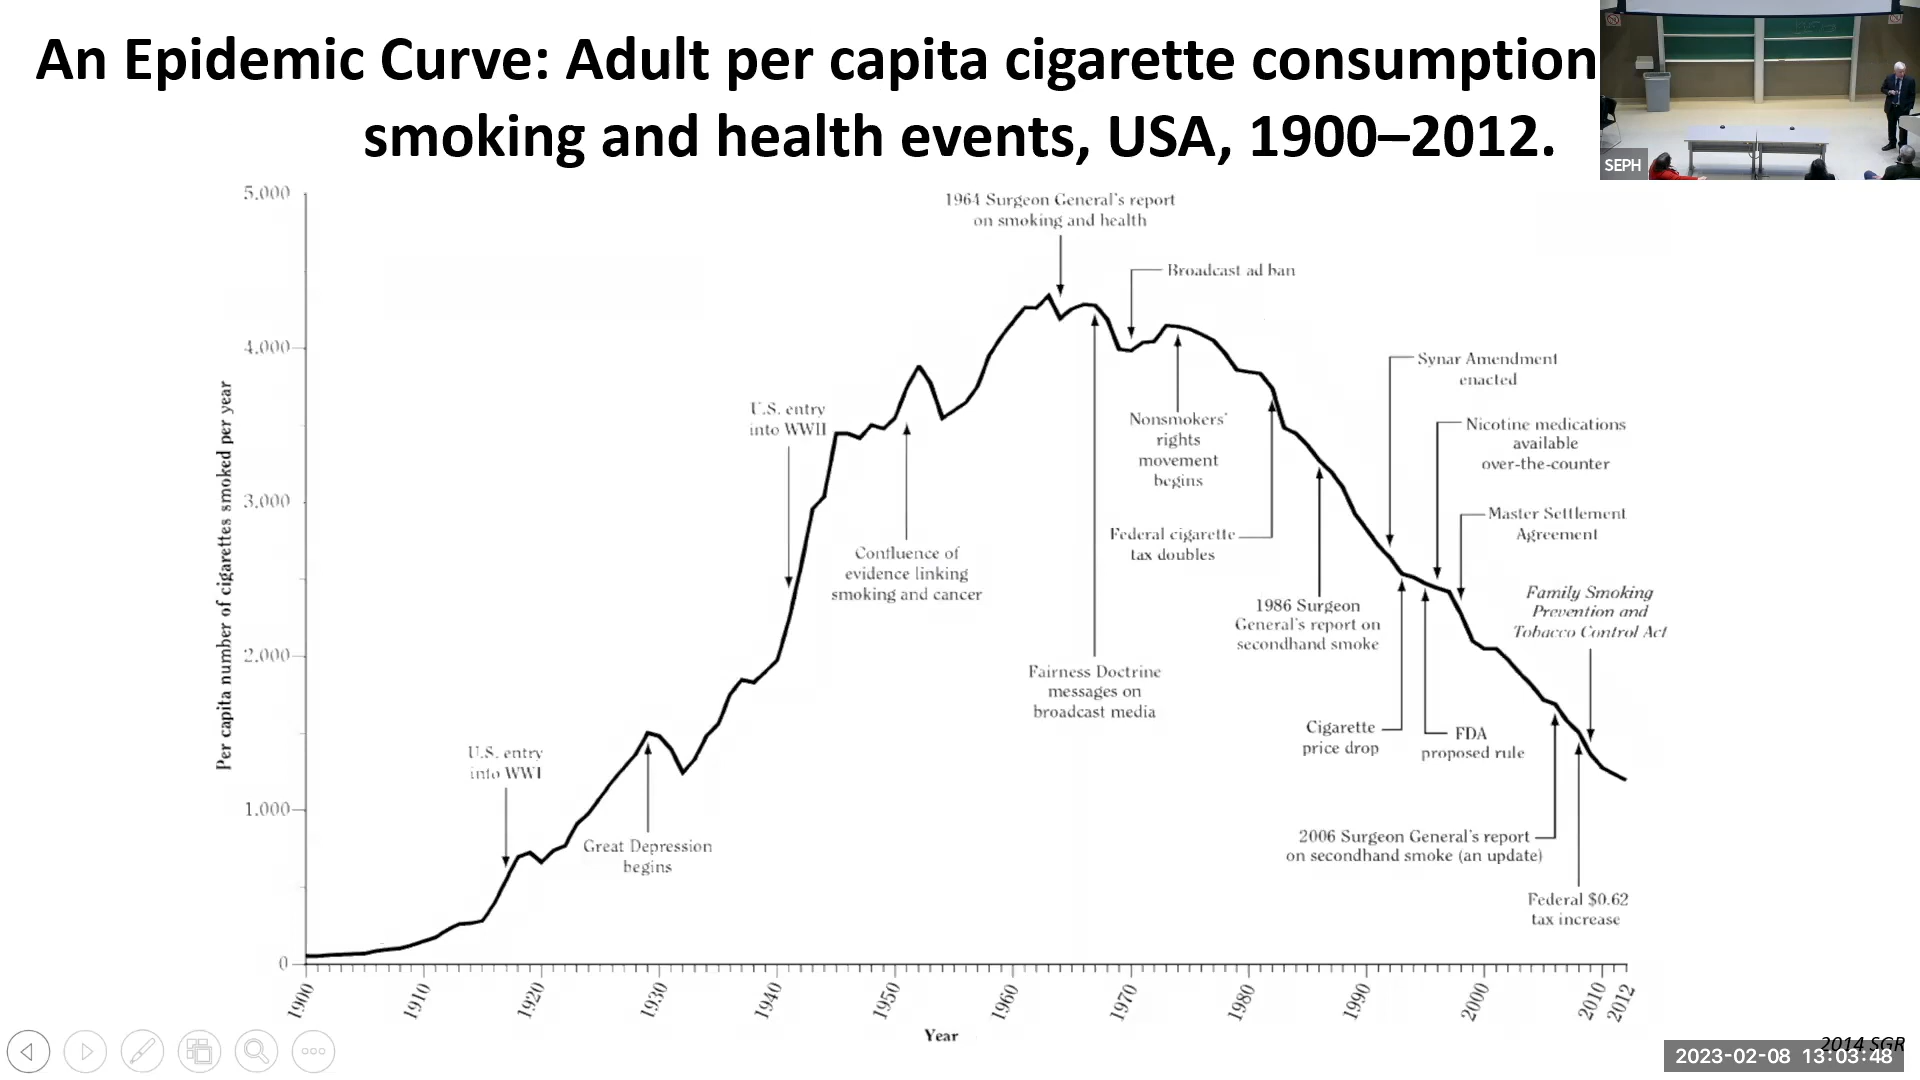 An Epidemic Curve: Adult per capita cigarette consumption
smoking and health events, USA, 1900–2012.
SEPH
5,000
4,000
3,000
2,000
1,000
0
Per capita number of cigarettes smoked per year
1964 Surgeon General's report
on smoking and health
Broadcast ad ban
Synar Amendment
enacted
U.S. entry
into WWII
Nonsmokers'
rights
movement
begins
Nicotine medications
available
over-the-counter
Master Settlement
Agreement
Federal cigarette
tax doubles
Confluence of
evidence linking
smoking and cancer
Family Smoking
Prevention and
Tobacco Control Act
1986 Surgeon
General's report on
secondhand smoke
Fairness Doctrine
messages on
broadcast media
Cigarette
price drop
FDA
proposed rule
U.S. entry
into WWI
Great Depression
begins
2006 Surgeon General's report
on secondhand smoke (an update)
Federal $0.62
tax increase
1900
1910
1920
1930
1940
1950
1960
1970
1980
1990
2000
2010
2012
Year
2014 SGR
2023-02-08 13:03:48